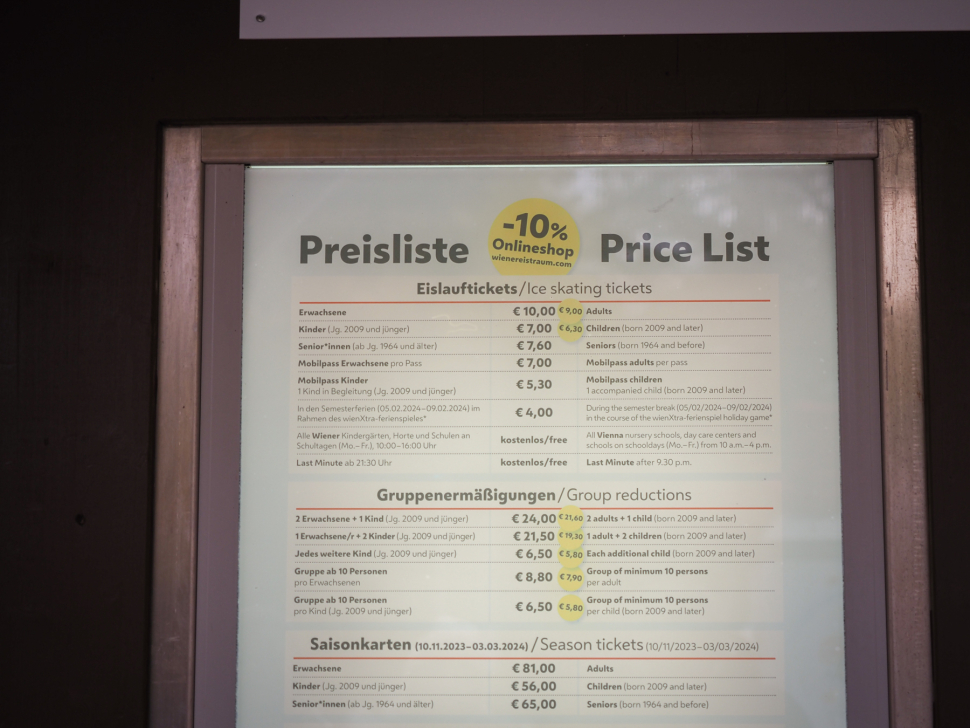 -10%
Onlineshop
wienereistraum.com
Preisliste Price List
Eislauftickets/Ice skating tickets
Erwachsene € 10,00 € 9,00 Adults
Kinder (Jg. 2009 und jünger) € 7,00 € 6,30 Children (born 2009 and later)
Senior*innen (ab Jg. 1964 und älter) € 7,60 Seniors (born 1964 and before)
Mobilpass Erwachsene pro Pass € 7,00 Mobilpass adults per pass
Mobilpass Kinder
1 Kind in Begleitung (Jg. 2009 und jünger) € 5,30 Mobilpass children
1 accompanied child (born 2009 and later)
In den Semesterferien (05.02.2024–09.02.2024) im
Rahmen des wienXtra-ferienspieles* € 4,00 During the semester break (05/02/2024–09/02/2024)
in the course of the wienXtra-ferienspiel holiday game*
Alle Wiener Kindergärten, Horte und Schulen an
Schultagen (Mo.–Fr.), 10:00–16:00 Uhr kostenlos/free All Vienna nursery schools, day care centers and
schools on schooldays (Mo.–Fr.) from 10 a.m.–4 p.m.
Last Minute ab 21:30 Uhr kostenlos/free Last Minute after 9.30 p.m.
Gruppenermäßigungen/Group reductions
2 Erwachsene + 1 Kind (Jg. 2009 und jünger) € 24,00 € 21,60 2 adults + 1 child (born 2009 and later)
1 Erwachsene/r + 2 Kinder (Jg. 2009 und jünger) € 21,50 € 19,30 1 adult + 2 children (born 2009 and later)
Jedes weitere Kind (Jg. 2009 und jünger) € 6,50 € 5,80 Each additional child (born 2009 and later)
Gruppe ab 10 Personen
pro Erwachsenen € 8,80 € 7,90 Group of minimum 10 persons
per adult
Gruppe ab 10 Personen
pro Kind (Jg. 2009 und jünger) € 6,50 € 5,80 Group of minimum 10 persons
per child (born 2009 and later)
Saisonkarten (10.11.2023–03.03.2024) / Season tickets (10/11/2023–03/03/2024)
Erwachsene € 81,00 Adults
Kinder (Jg. 2009 und jünger) € 56,00 Children (born 2009 and later)
Senior*innen (ab Jg. 1964 und älter) € 65,00 Seniors (born 1964 and before)